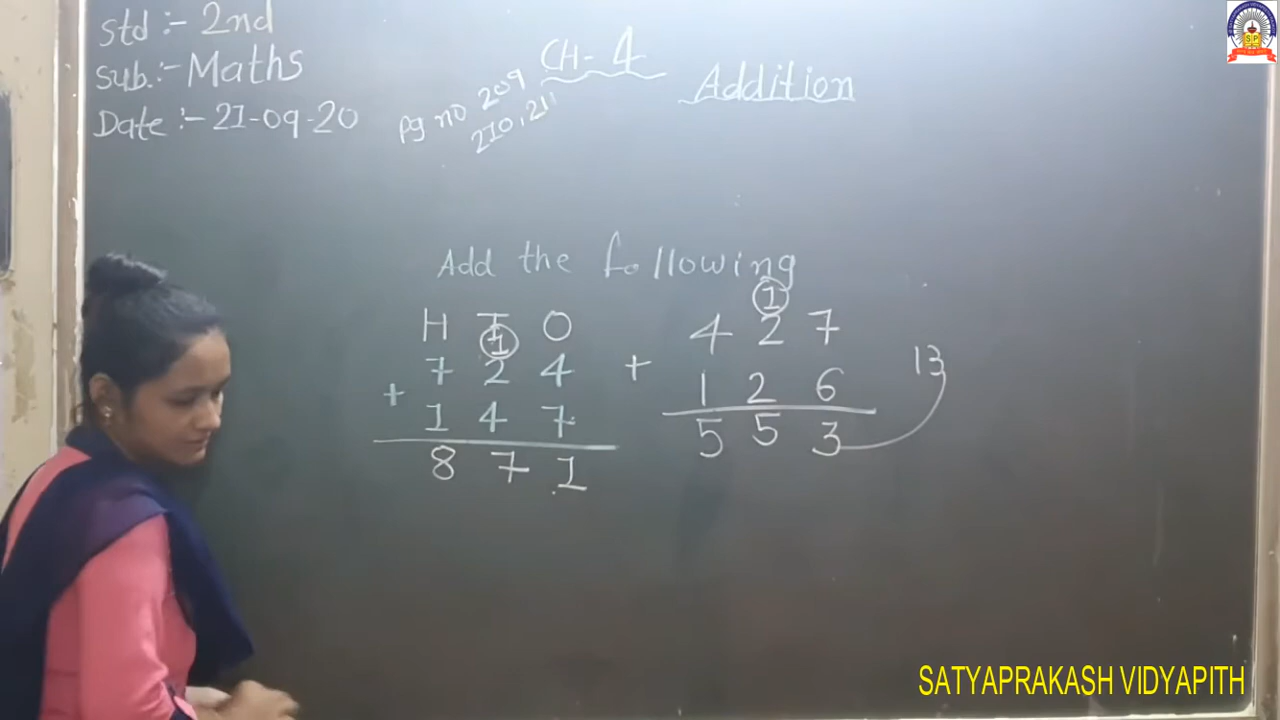 Std :- 2nd
Sub. :- Maths
Date :- 21-09-20
CH- 4
Addition
pg no 209
210, 211
Add the following
H T O
1
7 2 4
+ 1 4 7
8 7 1
1
4 2 7
+ 1 2 6
5 5 3
13
SP
SATYAPRAKASH VIDYAPITH